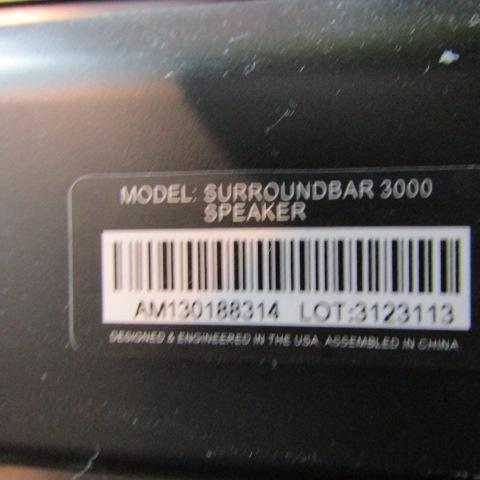 MODEL: SURROUNDBAR 3000
SPEAKER
AM130188314 LOT:3123113
DESIGNED & ENGINEERED IN THE USA ASSEMBLED IN CHINA